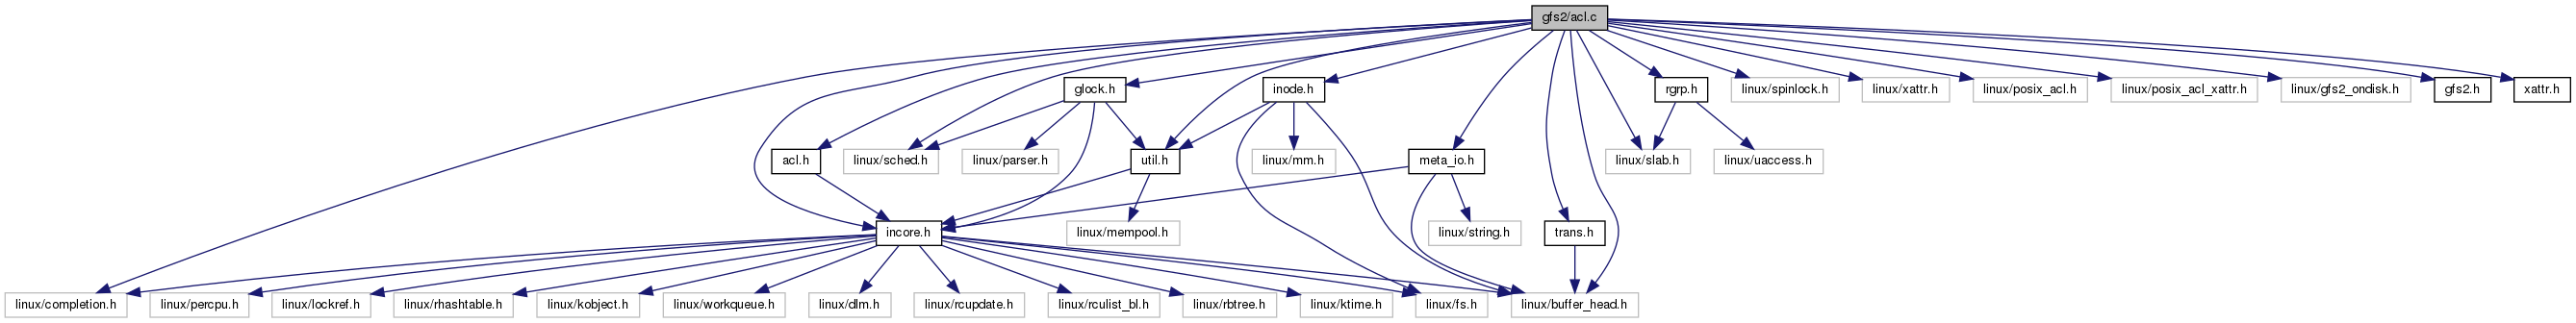 gfs2/acl.c
glock.h
inode.h
rgrp.h
linux/spinlock.h
linux/xattr.h
linux/posix_acl.h
linux/posix_acl_xattr.h
linux/gfs2_ondisk.h
gfs2.h
xattr.h
acl.h
linux/sched.h
linux/parser.h
util.h
linux/mm.h
meta_io.h
linux/slab.h
linux/uaccess.h
incore.h
linux/mempool.h
linux/string.h
trans.h
linux/completion.h
linux/percpu.h
linux/lockref.h
linux/rhashtable.h
linux/kobject.h
linux/workqueue.h
linux/dlm.h
linux/rcupdate.h
linux/rculist_bl.h
linux/rbtree.h
linux/ktime.h
linux/fs.h
linux/buffer_head.h